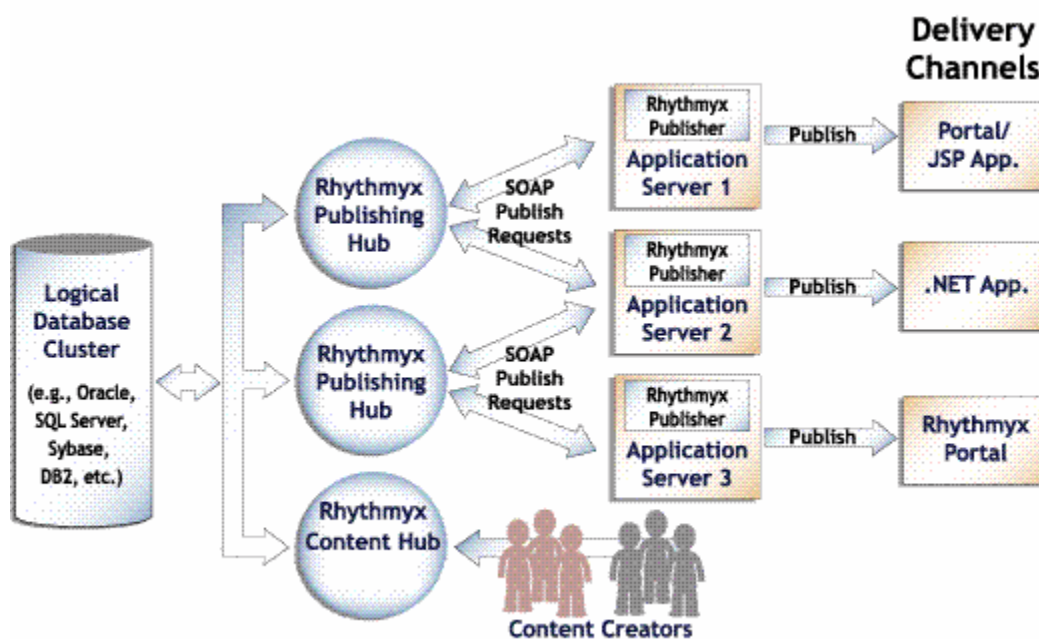 Delivery
Channels
Rhythmyx
Publisher
Application
Server 1
Publish
Portal/
JSP App.
Rhythmyx
Publishing
Hub
SOAP
Publish
Requests
Rhythmyx
Publisher
Application
Server 2
Publish
.NET App.
Logical
Database
Cluster
(e.g., Oracle,
SQL Server,
Sybase,
DB2, etc.)
Rhythmyx
Publishing
Hub
SOAP
Publish
Requests
Rhythmyx
Publisher
Application
Server 3
Publish
Rhythmyx
Portal
Rhythmyx
Content Hub
Content Creators